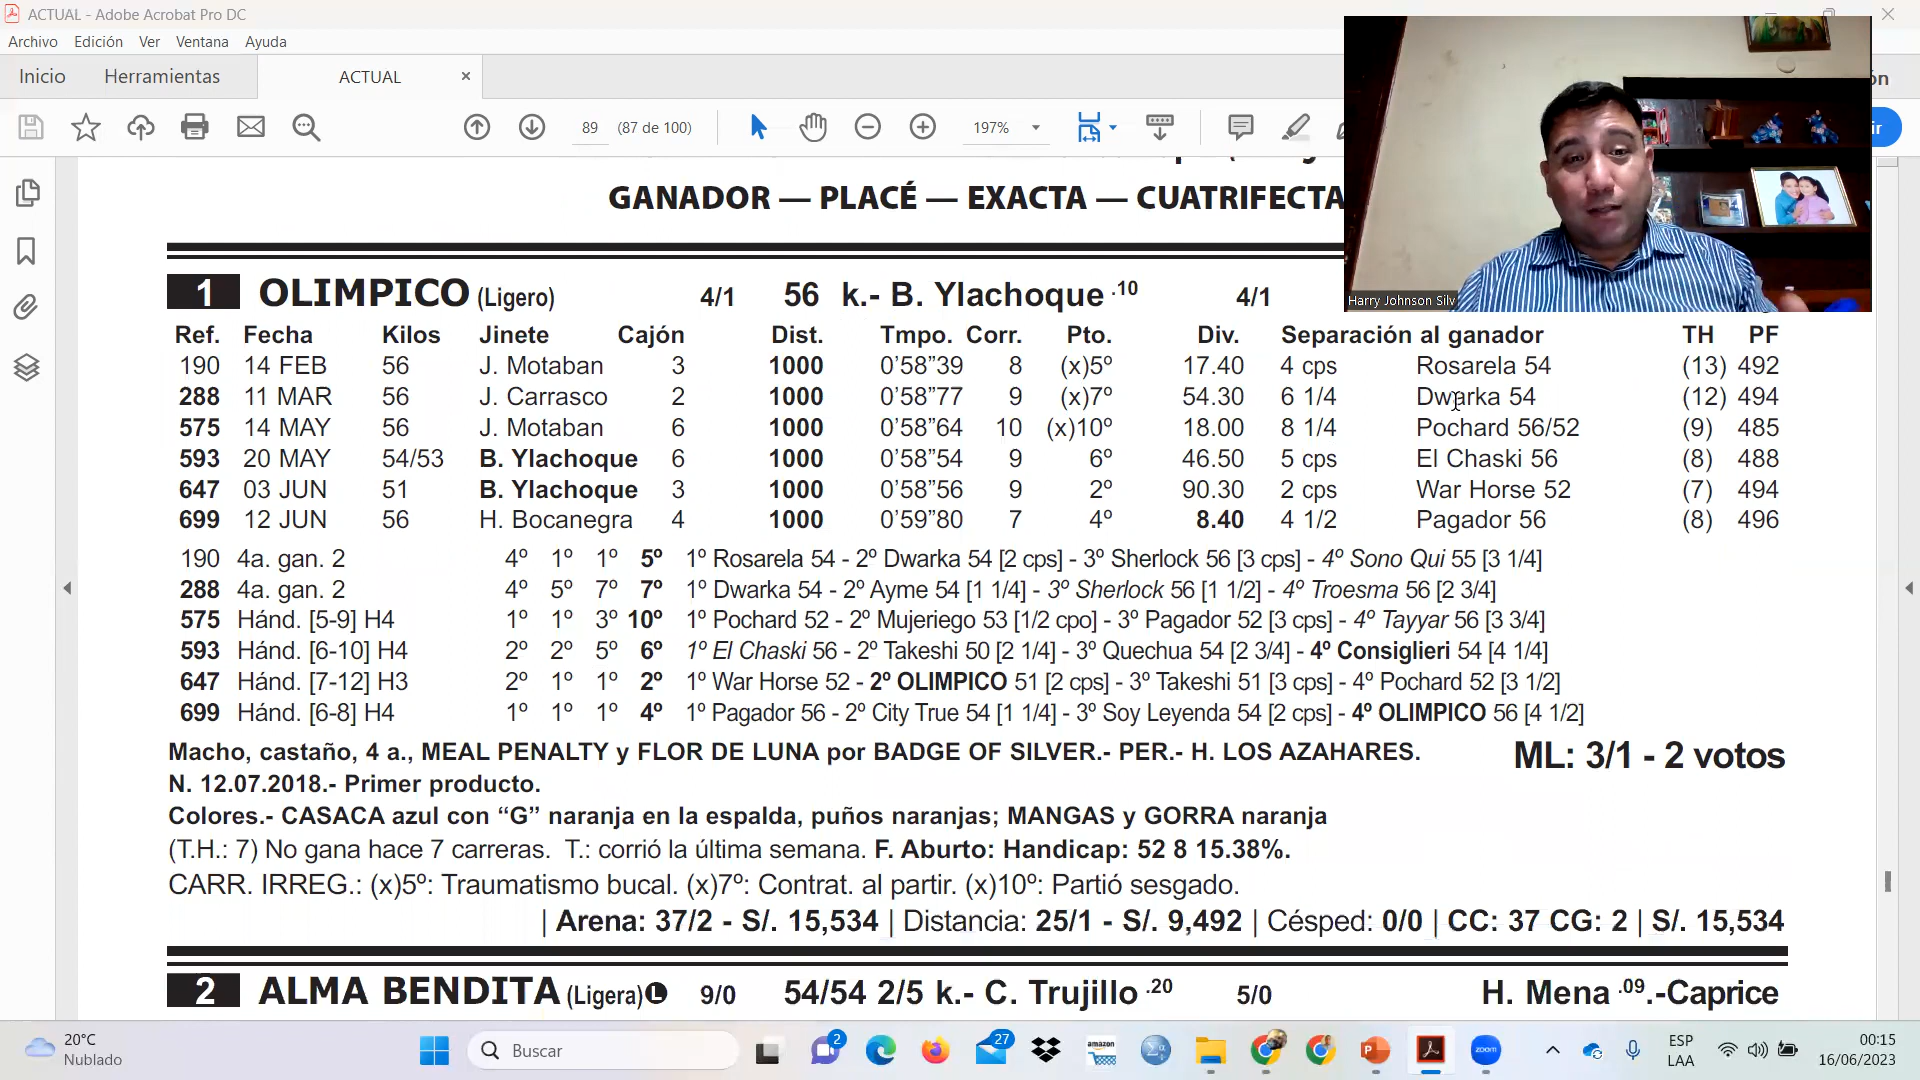 ACTUAL - Adobe Acrobat Pro DC
Archivo Edición Ver Ventana Ayuda
Inicio Herramientas ACTUAL ×
89 (87 de 100) 197%
GANADOR — PLACÉ — EXACTA — CUATRIFECTA
Harry Johnson Silv
1 OLIMPICO (Ligero) 4/1 56 k.- B. Ylachoque .10 4/1
Ref. Fecha Kilos Jinete Cajón Dist. Tmpo. Corr. Pto. Div. Separación al ganador TH PF
190 14 FEB 56 J. Motaban 3 1000 0'58"39 8 (x)5º 17.40 4 cps Rosarela 54 (13) 492
288 11 MAR 56 J. Carrasco 2 1000 0'58"77 9 (x)7º 54.30 6 1/4 Dwarka 54 (12) 494
575 14 MAY 56 J. Motaban 6 1000 0'58"64 10 (x)10º 18.00 8 1/4 Pochard 56/52 (9) 485
593 20 MAY 54/53 B. Ylachoque 6 1000 0'58"54 9 6º 46.50 5 cps El Chaski 56 (8) 488
647 03 JUN 51 B. Ylachoque 3 1000 0'58"56 9 2º 90.30 2 cps War Horse 52 (7) 494
699 12 JUN 56 H. Bocanegra 4 1000 0'59"80 7 4º 8.40 4 1/2 Pagador 56 (8) 496
190 4a. gan. 2 4º 1º 1º 5º 1º Rosarela 54 - 2º Dwarka 54 [2 cps] - 3º Sherlock 56 [3 cps] - 4º Sono Qui 55 [3 1/4]
288 4a. gan. 2 4º 5º 7º 7º 1º Dwarka 54 - 2º Ayme 54 [1 1/4] - 3º Sherlock 56 [1 1/2] - 4º Troesma 56 [2 3/4]
575 Hánd. [5-9] H4 1º 1º 3º 10º 1º Pochard 52 - 2º Mujeriego 53 [1/2 cpo] - 3º Pagador 52 [3 cps] - 4º Tayyar 56 [3 3/4]
593 Hánd. [6-10] H4 2º 2º 5º 6º 1º El Chaski 56 - 2º Takeshi 50 [2 1/4] - 3º Quechua 54 [2 3/4] - 4º Consiglieri 54 [4 1/4]
647 Hánd. [7-12] H3 2º 1º 1º 2º 1º War Horse 52 - 2º OLIMPICO 51 [2 cps] - 3º Takeshi 51 [3 cps] - 4º Pochard 52 [3 1/2]
699 Hánd. [6-8] H4 1º 1º 1º 4º 1º Pagador 56 - 2º City True 54 [1 1/4] - 3º Soy Leyenda 54 [2 cps] - 4º OLIMPICO 56 [4 1/2]
Macho, castaño, 4 a., MEAL PENALTY y FLOR DE LUNA por BADGE OF SILVER.- PER.- H. LOS AZAHARES. ML: 3/1 - 2 votos
N. 12.07.2018.- Primer producto.
Colores.- CASACA azul con "G" naranja en la espalda, puños naranjas; MANGAS y GORRA naranja
(T.H.: 7) No gana hace 7 carreras. T.: corrió la última semana. F. Aburto: Handicap: 52 8 15.38%.
CARR. IRREG.: (x)5º: Traumatismo bucal. (x)7º: Contrat. al partir. (x)10º: Partió sesgado.
| Arena: 37/2 - S/. 15,534 | Distancia: 25/1 - S/. 9,492 | Césped: 0/0 | CC: 37 CG: 2 | S/. 15,534
2 ALMA BENDITA (Ligera) L 9/0 54/54 2/5 k.- C. Trujillo .20 5/0 H. Mena .09.-Caprice
20°C
Nublado
Buscar
2
27
amazon
zoom
ESP
LAA
00:15
16/06/2023